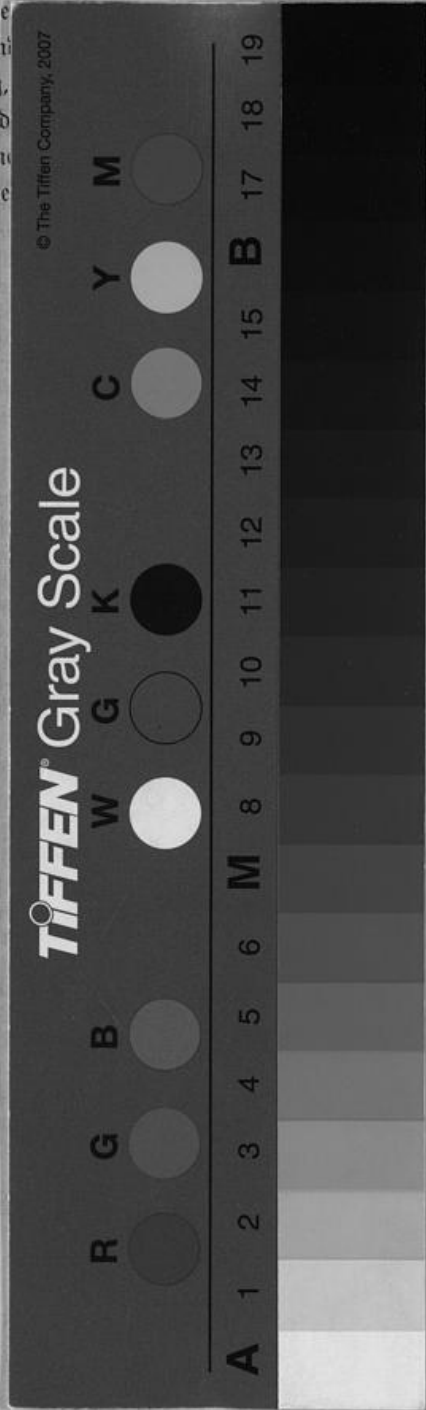 © The Tiffen Company, 2007
TIFFEN® Gray Scale
R G B W G K C Y M
A 1 2 3 4 5 6 M 8 9 10 11 12 13 14 15 B 17 18 19